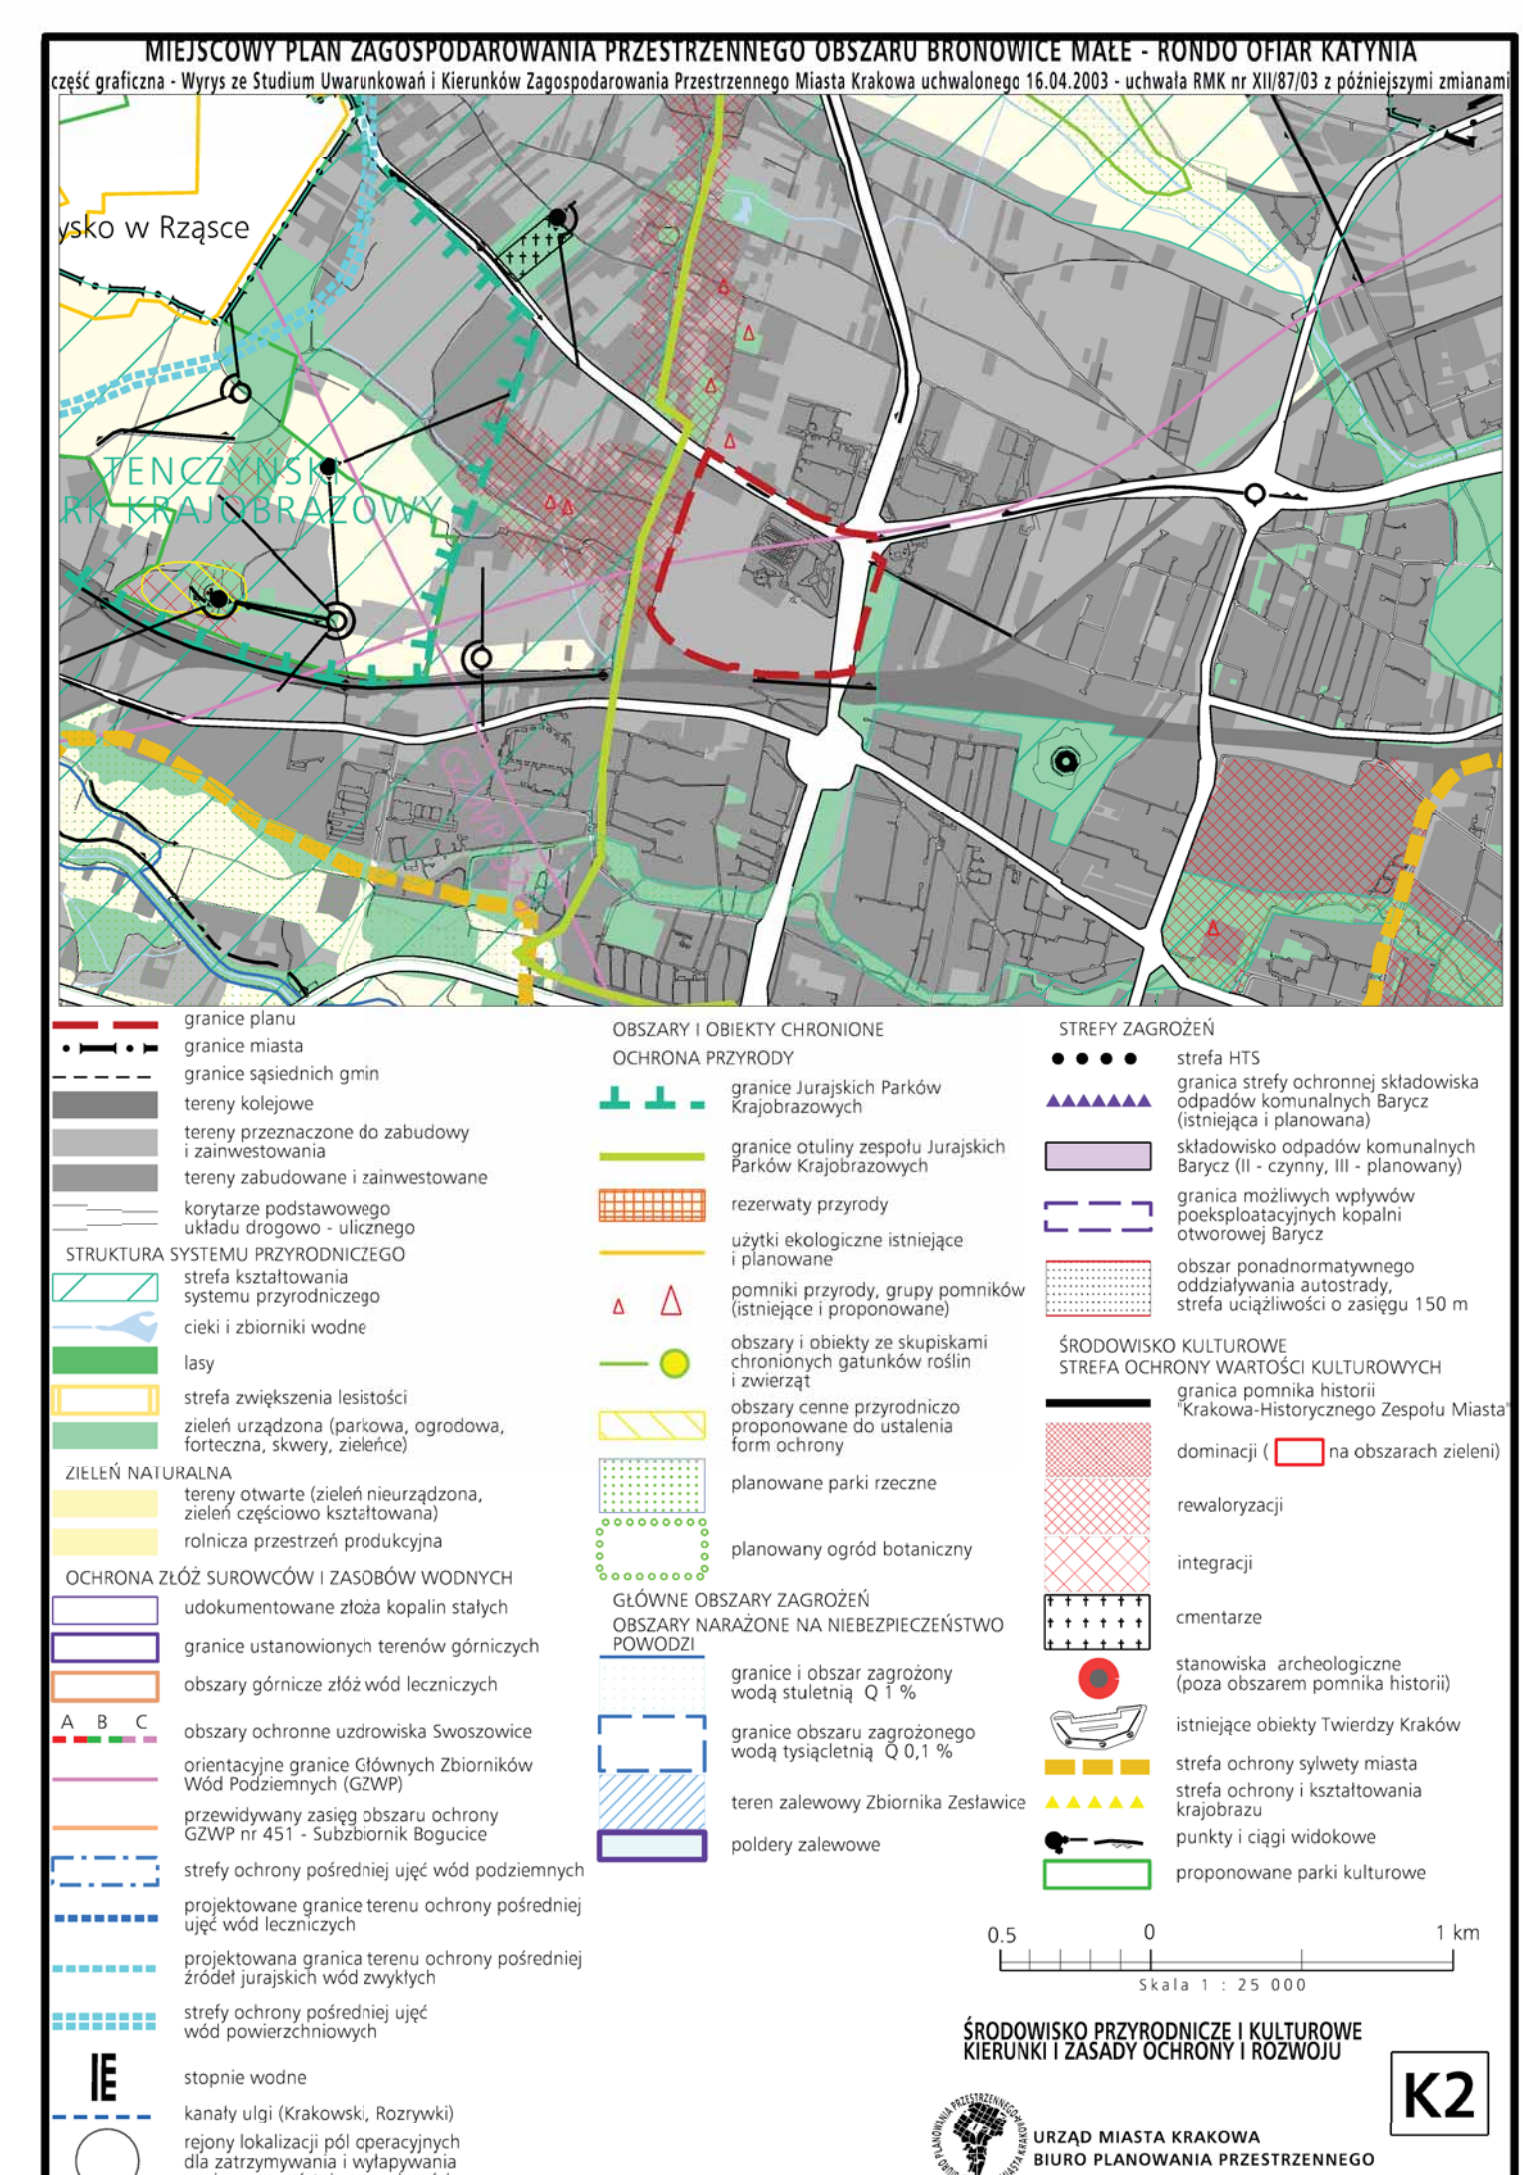 MIEJSCOWY PLAN ZAGOSPODAROWANIA PRZESTRZENNEGO OBSZARU BRONOWICE MAŁE - RONDO OFIAR KATYNIA
część graficzna - Wyrys ze Studium Uwarunkowań i Kierunków Zagospodarowania Przestrzennego Miasta Krakowa uchwalonego 16.04.2003 - uchwała RMK nr XII/87/03 z późniejszymi zmianami
ysko w Rząsce
TENCZYŃSKI
RK KRAJOBRAZOWY
GZWP
granice planu
granice miasta
granice sąsiednich gmin
tereny kolejowe
tereny przeznaczone do zabudowy
i zainwestowania
tereny zabudowane i zainwestowane
korytarze podstawowego
układu drogowo - ulicznego
STRUKTURA SYSTEMU PRZYRODNICZEGO
strefa kształtowania
systemu przyrodniczego
cieki i zbiorniki wodne
lasy
strefa zwiększenia lesistości
zieleń urządzona (parkowa, ogrodowa,
forteczna, skwery, zieleńce)
ZIELEŃ NATURALNA
tereny otwarte (zieleń nieurządzona,
zieleń częściowo kształtowana)
rolnicza przestrzeń produkcyjna
OCHRONA ZŁÓŻ SUROWCÓW I ZASOBÓW WODNYCH
udokumentowane złoża kopalin stałych
granice ustanowionych terenów górniczych
obszary górnicze złóż wód leczniczych
A B C
obszary ochronne uzdrowiska Swoszowice
orientacyjne granice Głównych Zbiorników
Wód Podziemnych (GZWP)
przewidywany zasięg obszaru ochrony
GZWP nr 451 - Subzbiornik Bogucice
strefy ochrony pośredniej ujęć wód podziemnych
projektowane granice terenu ochrony pośredniej
ujęć wód leczniczych
projektowana granica terenu ochrony pośredniej
źródeł jurajskich wód zwykłych
strefy ochrony pośredniej ujęć
wód powierzchniowych
stopnie wodne
kanały ulgi (Krakowski, Rozrywki)
rejony lokalizacji pól operacyjnych
dla zatrzymywania i wyłapywania
OBSZARY I OBIEKTY CHRONIONE
OCHRONA PRZYRODY
granice Jurajskich Parków
Krajobrazowych
granice otuliny zespołu Jurajskich
Parków Krajobrazowych
rezerwaty przyrody
użytki ekologiczne istniejące
i planowane
pomniki przyrody, grupy pomników
(istniejące i proponowane)
obszary i obiekty ze skupiskami
chronionych gatunków roślin
i zwierząt
obszary cenne przyrodniczo
proponowane do ustalenia
form ochrony
planowane parki rzeczne
planowany ogród botaniczny
GŁÓWNE OBSZARY ZAGROŻEŃ
OBSZARY NARAŻONE NA NIEBEZPIECZEŃSTWO
POWODZI
granice i obszar zagrożony
wodą stuletnią Q 1 %
granice obszaru zagrożonego
wodą tysiącletnią Q 0,1 %
teren zalewowy Zbiornika Zesławice
poldery zalewowe
STREFY ZAGROŻEŃ
strefa HTS
granica strefy ochronnej składowiska
odpadów komunalnych Barycz
(istniejąca i planowana)
składowisko odpadów komunalnych
Barycz (II - czynny, III - planowany)
granica możliwych wpływów
poeksploatacyjnych kopalni
otworowej Barycz
obszar ponadnormatywnego
oddziaływania autostrady,
strefa uciążliwości o zasięgu 150 m
ŚRODOWISKO KULTUROWE
STREFA OCHRONY WARTOŚCI KULTUROWYCH
granica pomnika historii
"Krakowa-Historycznego Zespołu Miasta"
dominacji ( na obszarach zieleni)
rewaloryzacji
integracji
cmentarze
stanowiska archeologiczne
(poza obszarem pomnika historii)
istniejące obiekty Twierdzy Kraków
strefa ochrony sylwety miasta
strefa ochrony i kształtowania
krajobrazu
punkty i ciągi widokowe
proponowane parki kulturowe
0.5 0 1 km
Skala 1 : 25 000
ŚRODOWISKO PRZYRODNICZE I KULTUROWE
KIERUNKI I ZASADY OCHRONY I ROZWOJU
K2
URZĄD MIASTA KRAKOWA
BIURO PLANOWANIA PRZESTRZENNEGO